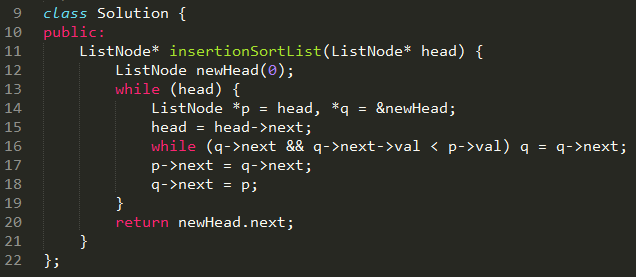 9 class Solution {
10 public:
11     ListNode* insertionSortList(ListNode* head) {
12         ListNode newHead(0);
13         while (head) {
14             ListNode *p = head, *q = &newHead;
15             head = head->next;
16             while (q->next && q->next->val < p->val) q = q->next;
17             p->next = q->next;
18             q->next = p;
19         }
20         return newHead.next;
21     }
22 };